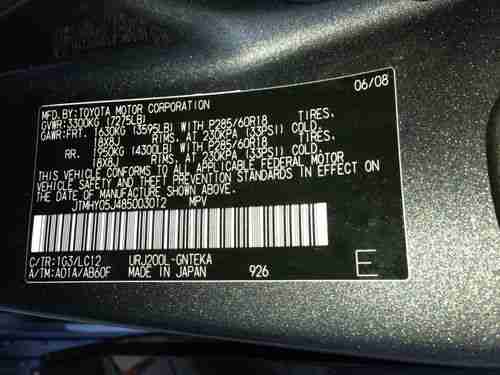 06/08
MFD.BY: TOYOTA MOTOR CORPORATION
GVWR: 3300KG (7275LB)
GAWR: FRT. 1630KG (3595LB) WITH P285/60R18 TIRES,
18X8J RIMS, AT 230KPA (33PSI) COLD.
RR. 1950KG (4300LB) WITH P285/60R18 TIRES,
18X8J RIMS, AT 230KPA (33PSI) COLD.
THIS VEHICLE CONFORMS TO ALL APPLICABLE FEDERAL MOTOR
VEHICLE SAFETY AND THEFT PREVENTION STANDARDS IN EFFECT ON
THE DATE OF MANUFACTURE SHOWN ABOVE.
JTMHY05J485003012 MPV
C/TR: 1G3/LC12 URJ200L-GNTEKA
A/TM: A01A/AB60F MADE IN JAPAN 926 E